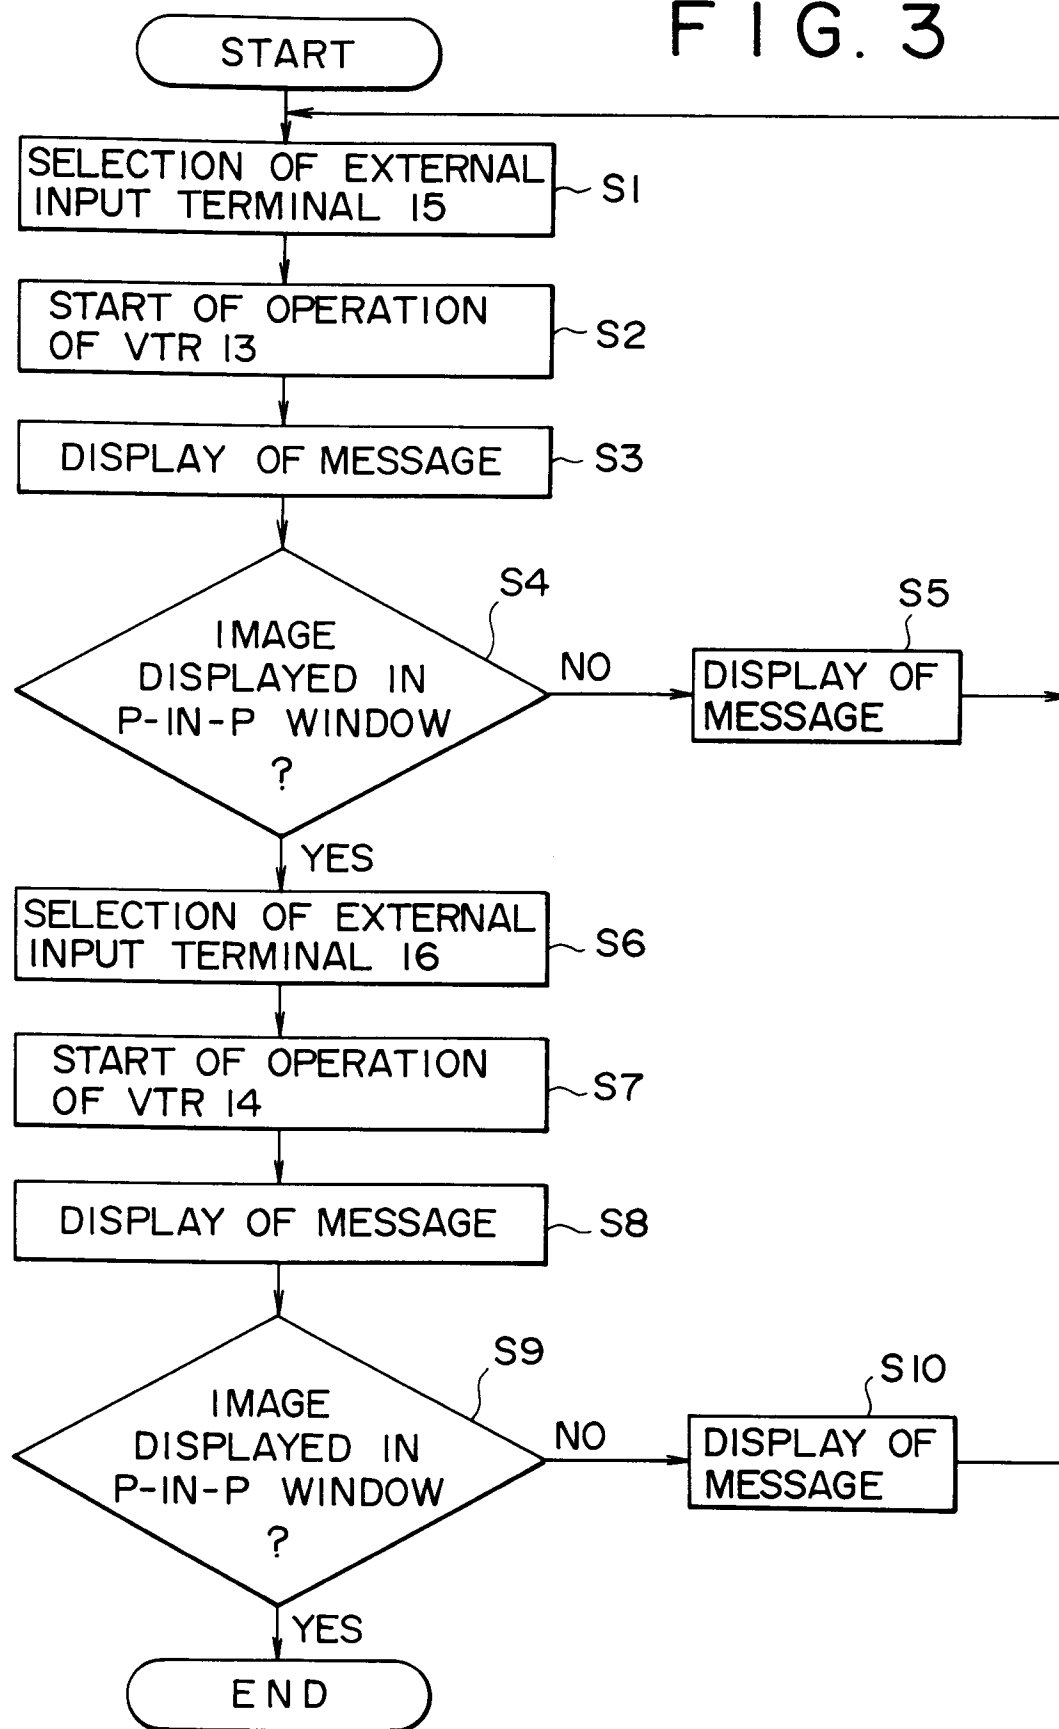 FIG. 3
START
SELECTION OF EXTERNAL
INPUT TERMINAL 15
S1
START OF OPERATION
OF VTR 13
S2
DISPLAY OF MESSAGE
S3
S4
IMAGE
DISPLAYED IN
P-IN-P WINDOW
?
NO
S5
DISPLAY OF
MESSAGE
YES
SELECTION OF EXTERNAL
INPUT TERMINAL 16
S6
START OF OPERATION
OF VTR 14
S7
DISPLAY OF MESSAGE
S8
S9
IMAGE
DISPLAYED IN
P-IN-P WINDOW
?
NO
S10
DISPLAY OF
MESSAGE
YES
END